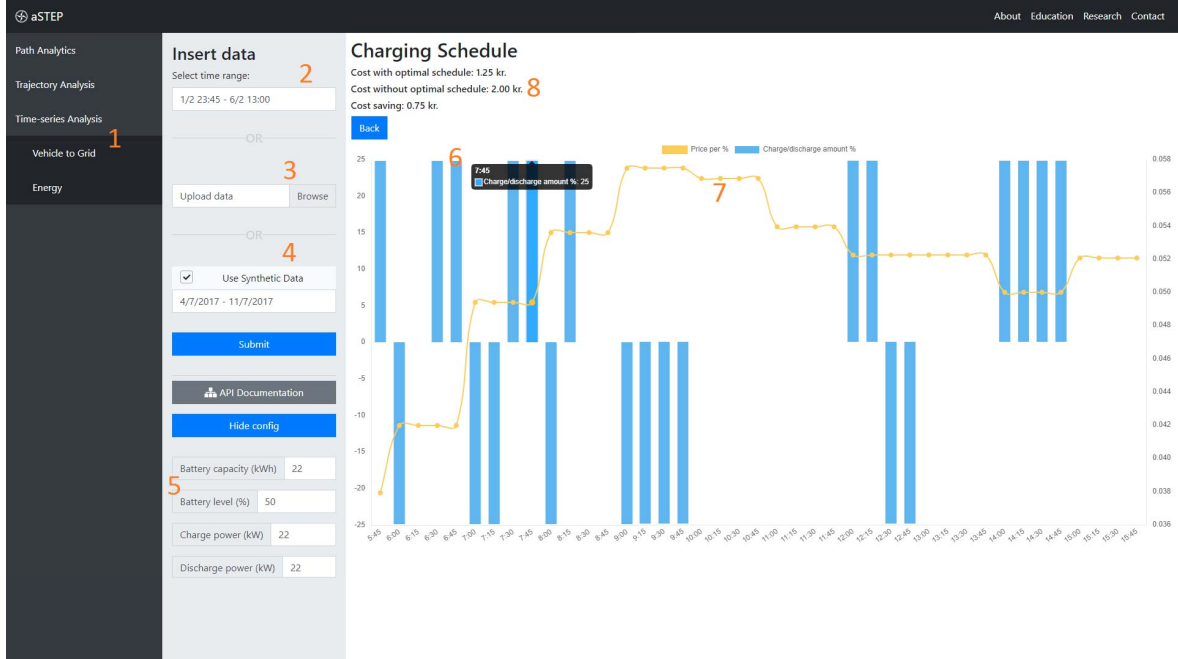 aSTEP
About Education Research Contact
Path Analytics
Trajectory Analysis
Time-series Analysis
1
Vehicle to Grid
Energy
Insert data
Select time range:
2
1/2 23:45 - 6/2 13:00
OR
3
Upload data Browse
OR
4
Use Synthetic Data
4/7/2017 - 11/7/2017
Submit
API Documentation
Hide config
Battery capacity (kWh) 22
5
Battery level (%) 50
Charge power (kW) 22
Discharge power (kW) 22
Charging Schedule
Cost with optimal schedule: 1.25 kr.
Cost without optimal schedule: 2.00 kr.
8
Cost saving: 0.75 kr.
Back
Price per % Charge/discharge amount %
6
7:45
Charge/discharge amount %: 25
7
25
20
15
10
5
0
-5
-10
-15
-20
-25
0.058
0.056
0.054
0.052
0.050
0.048
0.046
0.044
0.042
0.040
0.038
0.036
5:45 6:00 6:15 6:30 6:45 7:00 7:15 7:30 7:45 8:00 8:15 8:30 8:45 9:00 9:15 9:30 9:45 10:00 10:15 10:30 10:45 11:00 11:15 11:30 11:45 12:00 12:15 12:30 12:45 13:00 13:15 13:30 13:45 14:00 14:15 14:30 14:45 15:00 15:15 15:30 15:45